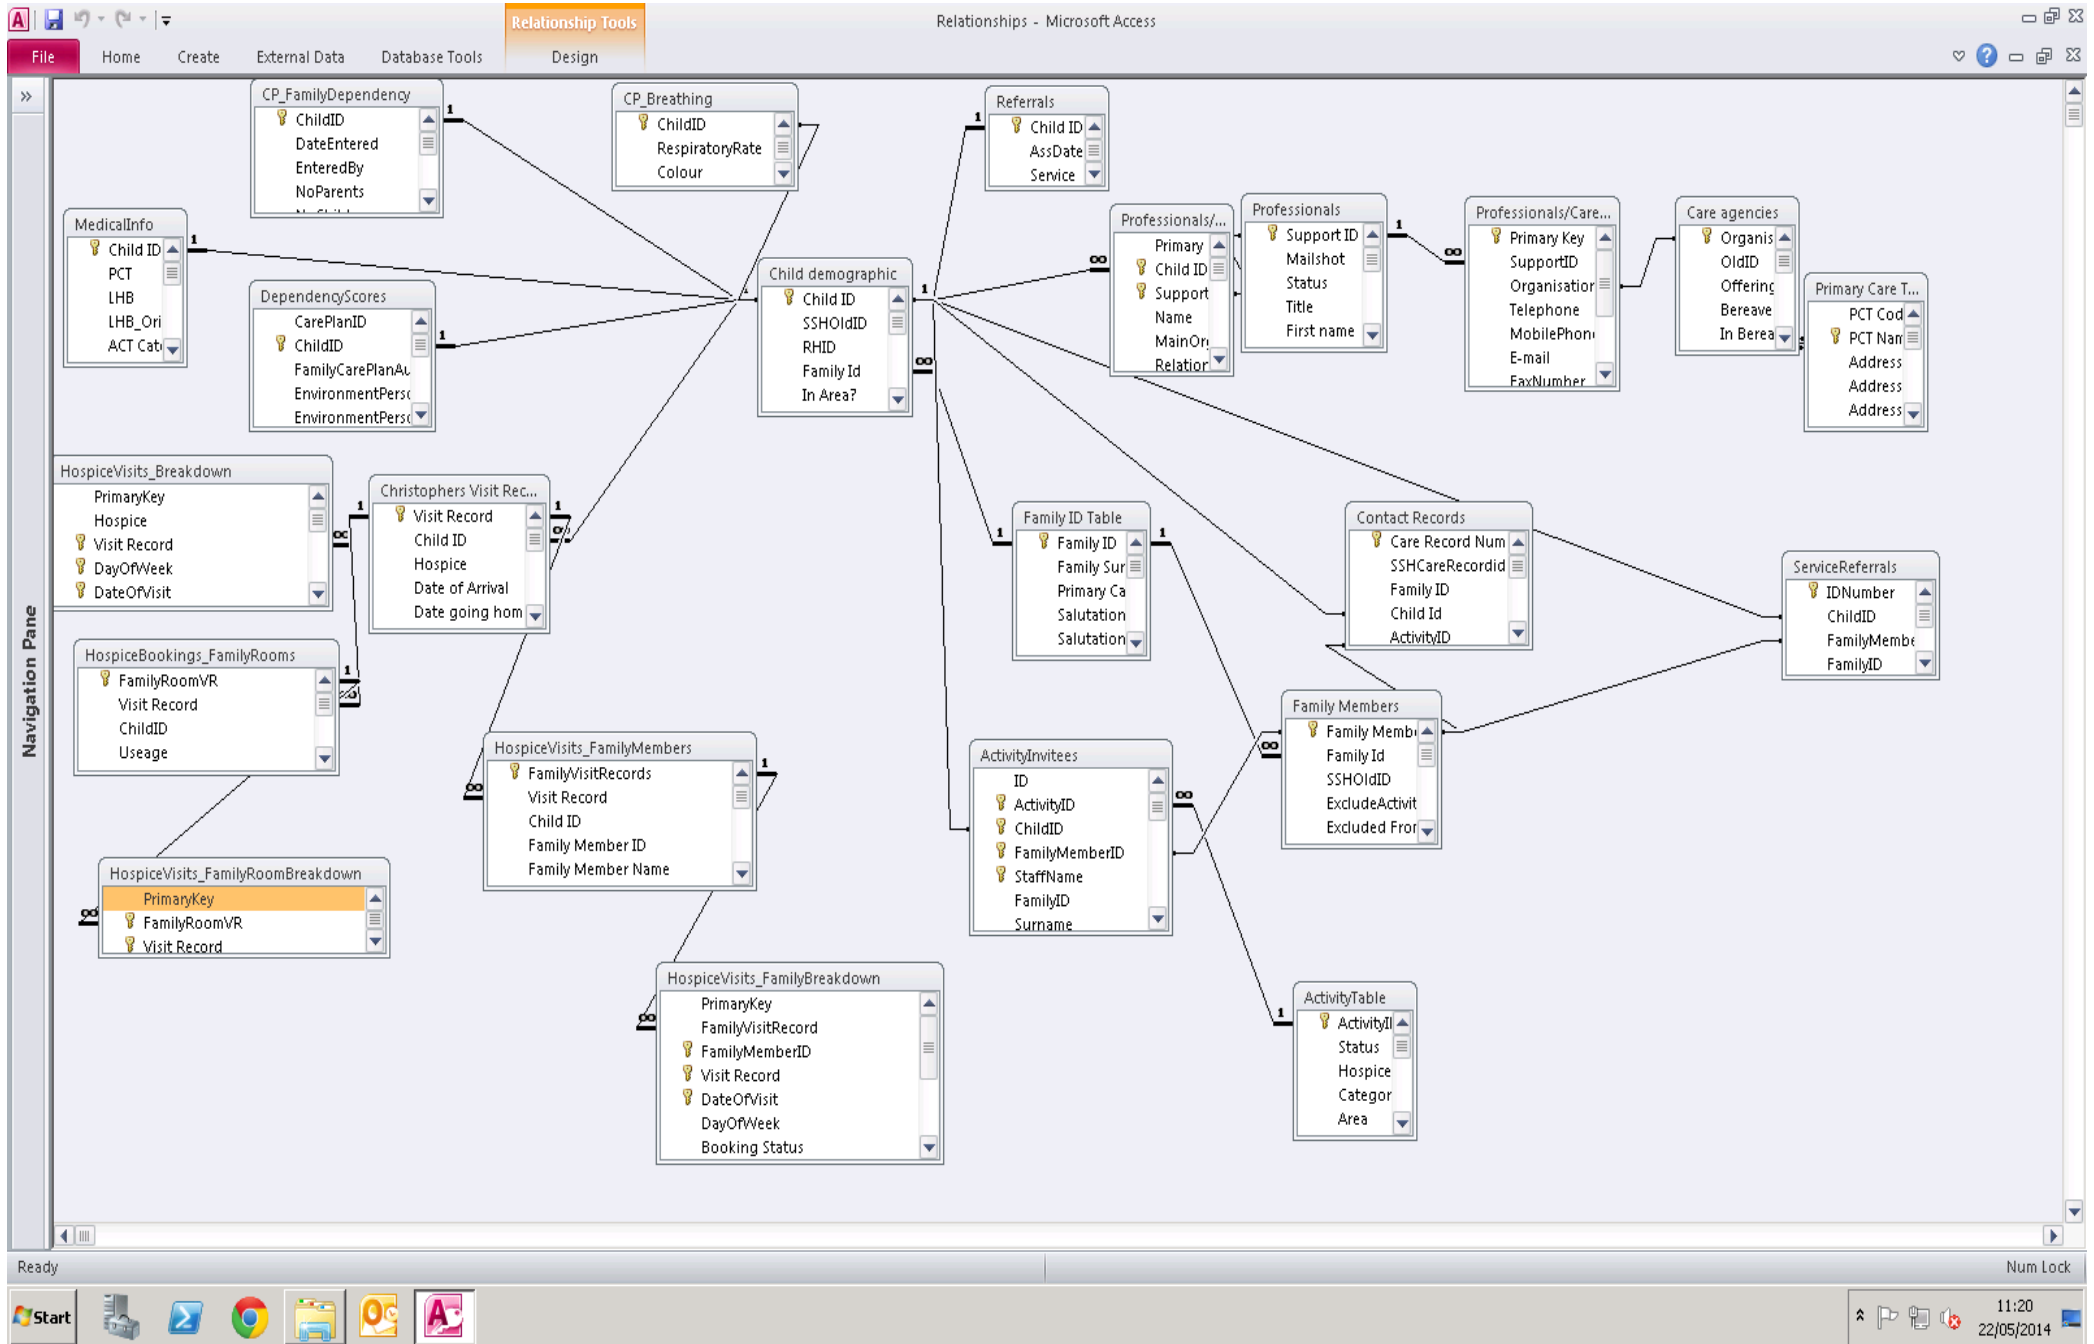 Relationship Tools
Relationships - Microsoft Access
File Home Create External Data Database Tools Design
Navigation Pane
CP_FamilyDependency
ChildID
DateEntered
EnteredBy
NoParents
CP_Breathing
ChildID
RespiratoryRate
Colour
Referrals
Child ID
AssDate
Service
MedicalInfo
Child ID
PCT
LHB
LHB_Ori
ACT Cat
DependencyScores
CarePlanID
ChildID
FamilyCarePlanAu
EnvironmentPerso
EnvironmentPerso
Child demographic
Child ID
SSHOldID
RHID
Family Id
In Area?
Professionals/...
Primary
Child ID
Support
Name
MainOr
Relation
Professionals
Support ID
Mailshot
Status
Title
First name
Professionals/Care...
Primary Key
SupportID
Organisation
Telephone
MobilePhon
E-mail
FaxNumber
Care agencies
Organis
OldID
Offering
Bereave
In Berea
Primary Care T...
PCT Cod
PCT Nam
Address
Address
Address
HospiceVisits_Breakdown
PrimaryKey
Hospice
Visit Record
DayOfWeek
DateOfVisit
Christophers Visit Rec...
Visit Record
Child ID
Hospice
Date of Arrival
Date going hom
Family ID Table
Family ID
Family Sur
Primary Ca
Salutation
Salutation
Contact Records
Care Record Num
SSHCareRecordid
Family ID
Child Id
ActivityID
ServiceReferrals
IDNumber
ChildID
FamilyMembe
FamilyID
HospiceBookings_FamilyRooms
FamilyRoomVR
Visit Record
ChildID
Useage
HospiceVisits_FamilyMembers
FamilyVisitRecords
Visit Record
Child ID
Family Member ID
Family Member Name
ActivityInvitees
ID
ActivityID
ChildID
FamilyMemberID
StaffName
FamilyID
Surname
Family Members
Family Memb
Family Id
SSHOldID
ExcludeActivit
Excluded Fror
HospiceVisits_FamilyRoomBreakdown
PrimaryKey
FamilyRoomVR
Visit Record
HospiceVisits_FamilyBreakdown
PrimaryKey
FamilyVisitRecord
FamilyMemberID
Visit Record
DateOfVisit
DayOfWeek
Booking Status
ActivityTable
ActivityI
Status
Hospice
Categor
Area
Ready
Num Lock
Start
11:20
22/05/2014